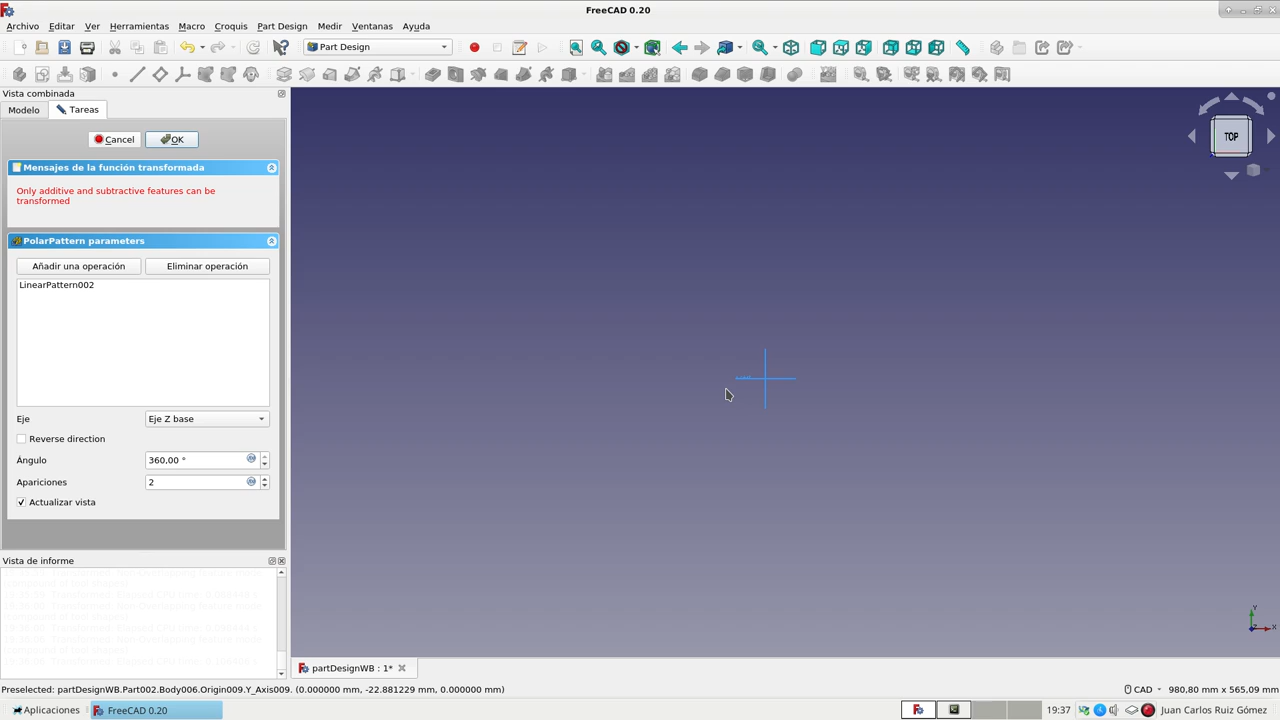 FreeCAD 0.20
Archivo Editar Ver Herramientas Macro Croquis Part Design Medir Ventanas Ayuda
Part Design
Vista combinada
Modelo Tareas
Cancel OK
Mensajes de la función transformada
Only additive and subtractive features can be
transformed
PolarPattern parameters
Añadir una operación Eliminar operación
LinearPattern002
Eje Eje Z base
Reverse direction
Ángulo 360,00 °
Apariciones 2
Actualizar vista
Vista de informe
TOP
Y
X
partDesignWB : 1*
Preselected: partDesignWB.Part002.Body006.Origin009.Y_Axis009. (0.000000 mm, -22.881229 mm, 0.000000 mm) CAD 980,80 mm x 565,09 mm
Aplicaciones FreeCAD 0.20 19:37 Juan Carlos Ruiz Gómez